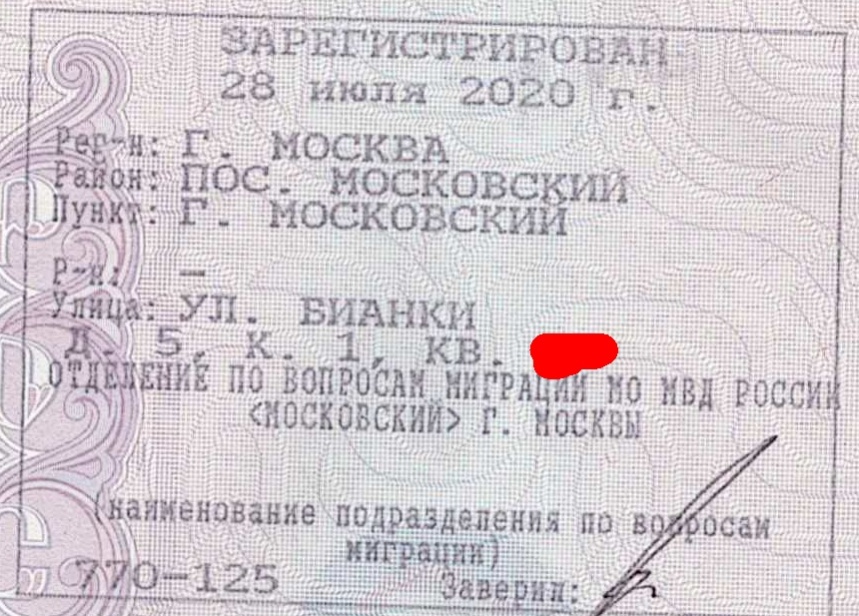 ЗАРЕГИСТРИРОВАН
28 июля 2020 г.
Рег-н: Г. МОСКВА
Район: ПОС. МОСКОВСКИЙ
Пункт: Г. МОСКОВСКИЙ
Р-н: –
Улица: УЛ. БИАНКИ
Д. 5, К. 1, КВ.
ОТДЕЛЕНИЕ ПО ВОПРОСАМ МИГРАЦИИ МО МВД РОССИИ
<МОСКОВСКИЙ> Г. МОСКВЫ
(наименование подразделения по вопросам
миграции)
770-125 Заверил: